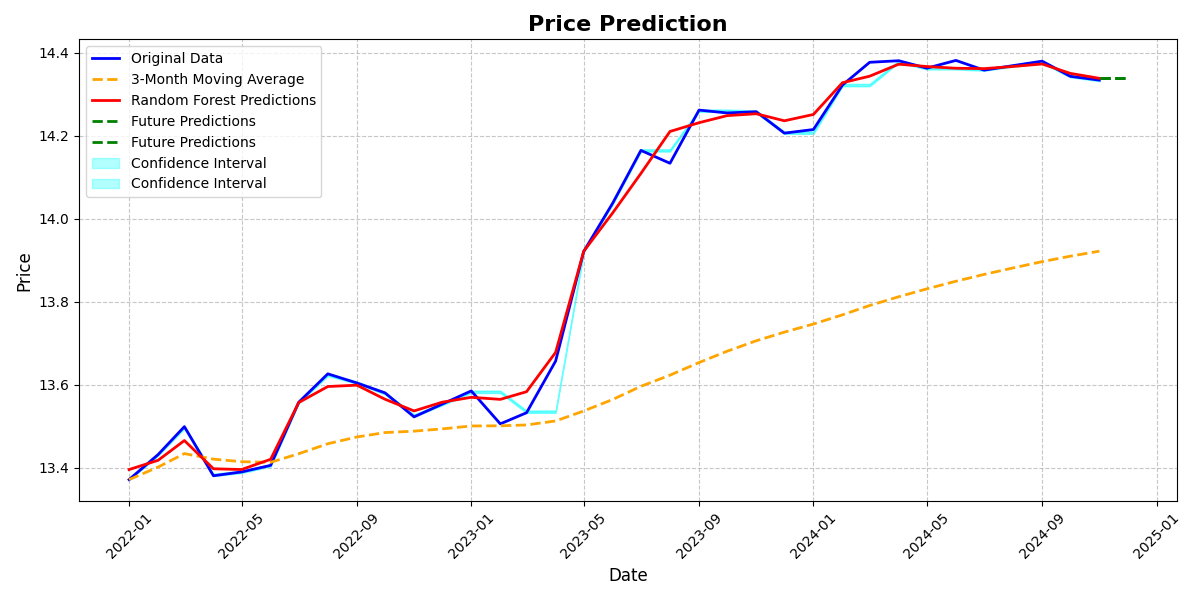 Price Prediction
Original Data
3-Month Moving Average
Random Forest Predictions
Future Predictions
Future Predictions
Confidence Interval
Confidence Interval
14.4
14.2
14.0
13.8
13.6
13.4
Price
2022-01
2022-05
2022-09
2023-01
2023-05
2023-09
2024-01
2024-05
2024-09
2025-01
Date